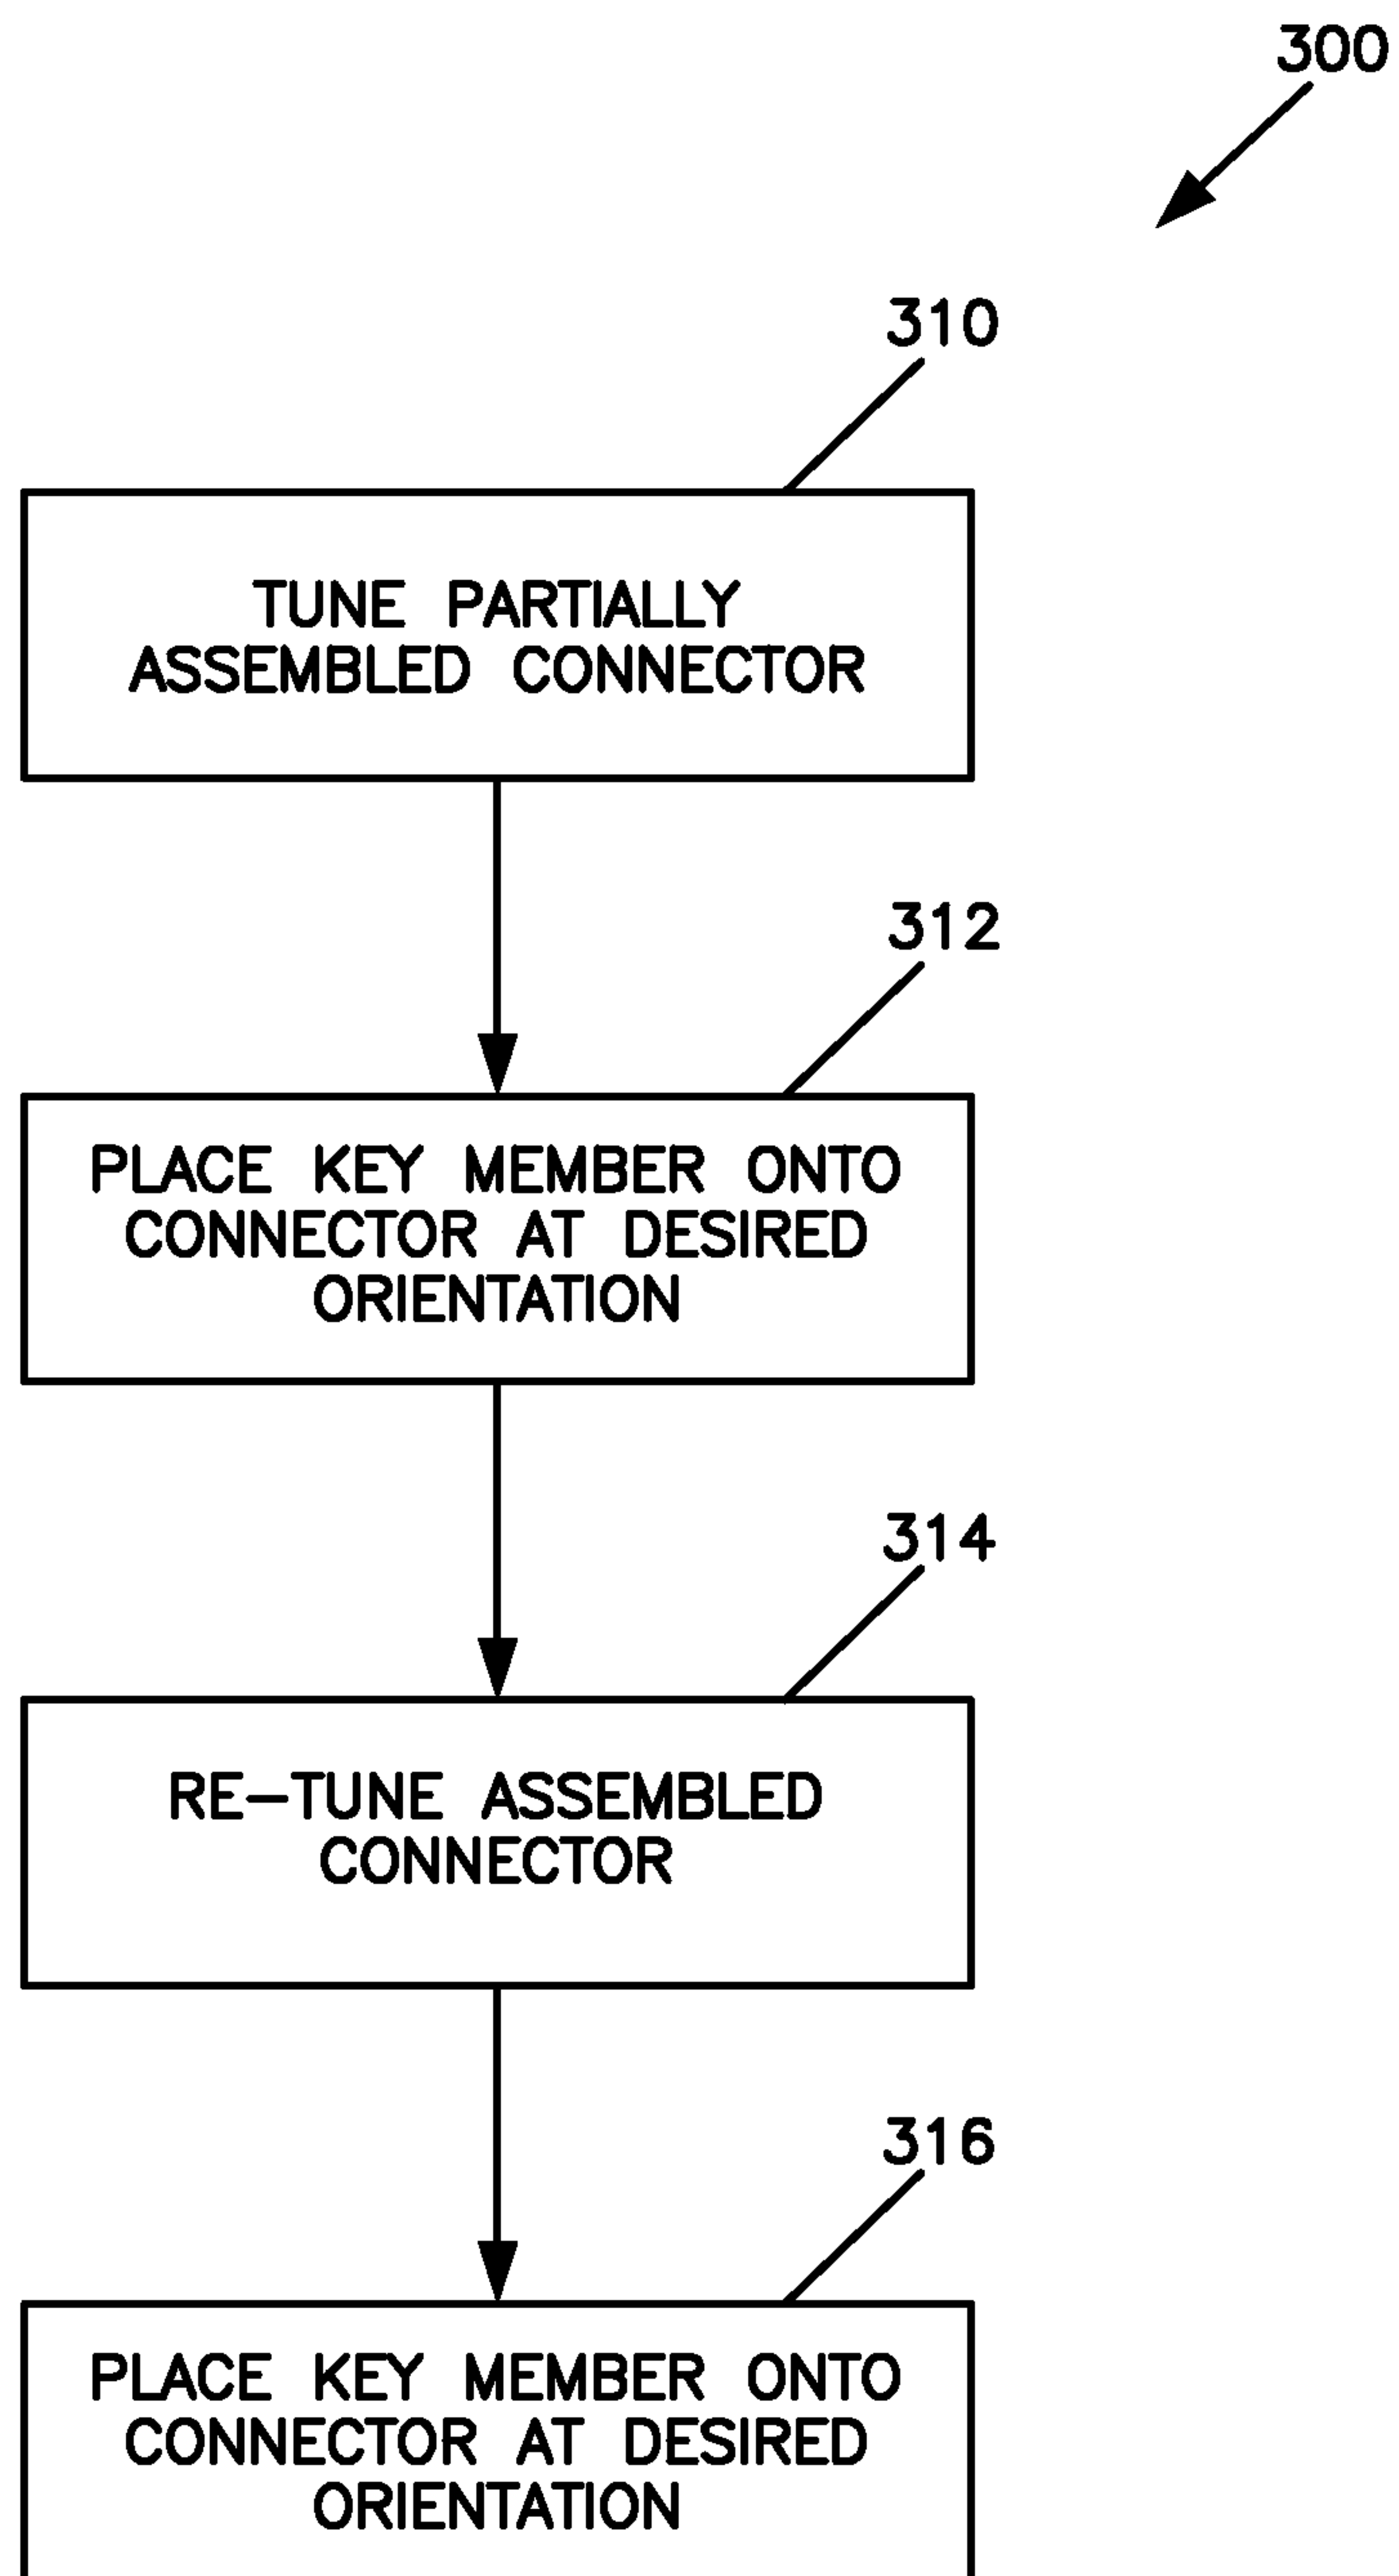 300
310
TUNE PARTIALLY
ASSEMBLED CONNECTOR
312
PLACE KEY MEMBER ONTO
CONNECTOR AT DESIRED
ORIENTATION
314
RE-TUNE ASSEMBLED
CONNECTOR
316
PLACE KEY MEMBER ONTO
CONNECTOR AT DESIRED
ORIENTATION